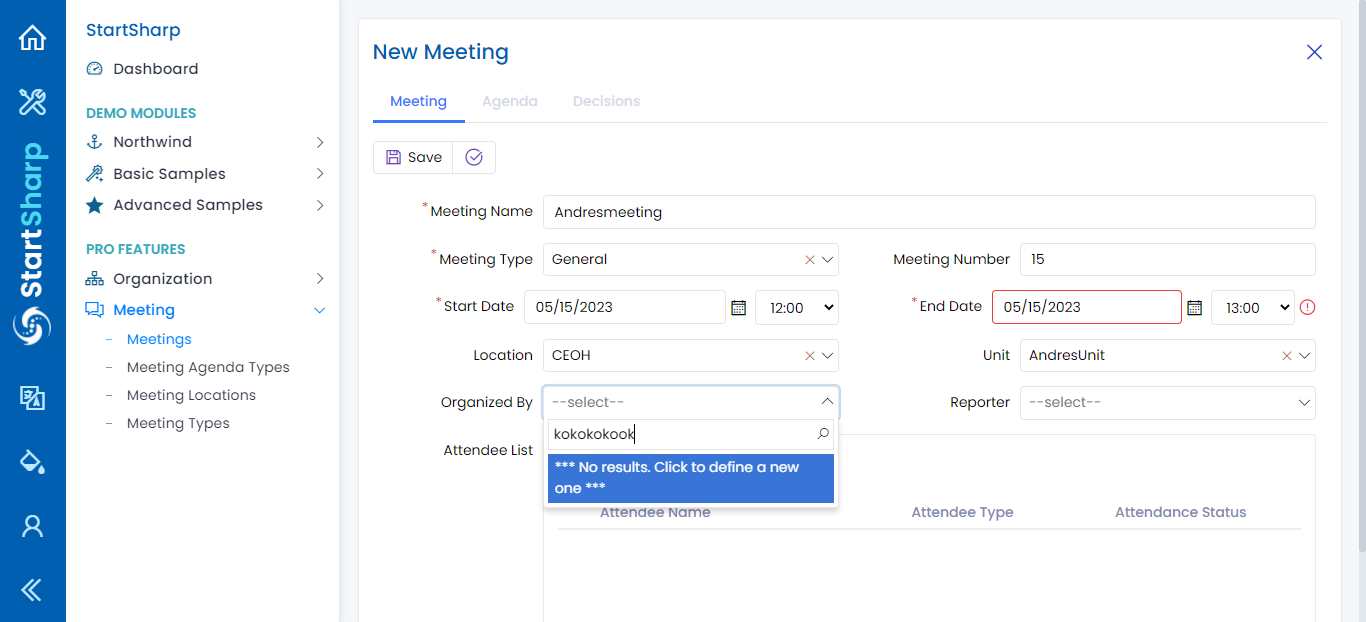 StartSharp
StartSharp
Dashboard
DEMO MODULES
Northwind
Basic Samples
Advanced Samples
PRO FEATURES
Organization
Meeting
Meetings
Meeting Agenda Types
Meeting Locations
Meeting Types
New Meeting
Meeting Agenda Decisions
Save
*Meeting Name Andresmeeting
*Meeting Type General Meeting Number 15
*Start Date 05/15/2023 12:00 *End Date 05/15/2023 13:00
Location CEOH Unit AndresUnit
Organized By --select-- Reporter --select--
kokokokook
Attendee List
*** No results. Click to define a new
one ***
Attendee Name Attendee Type Attendance Status